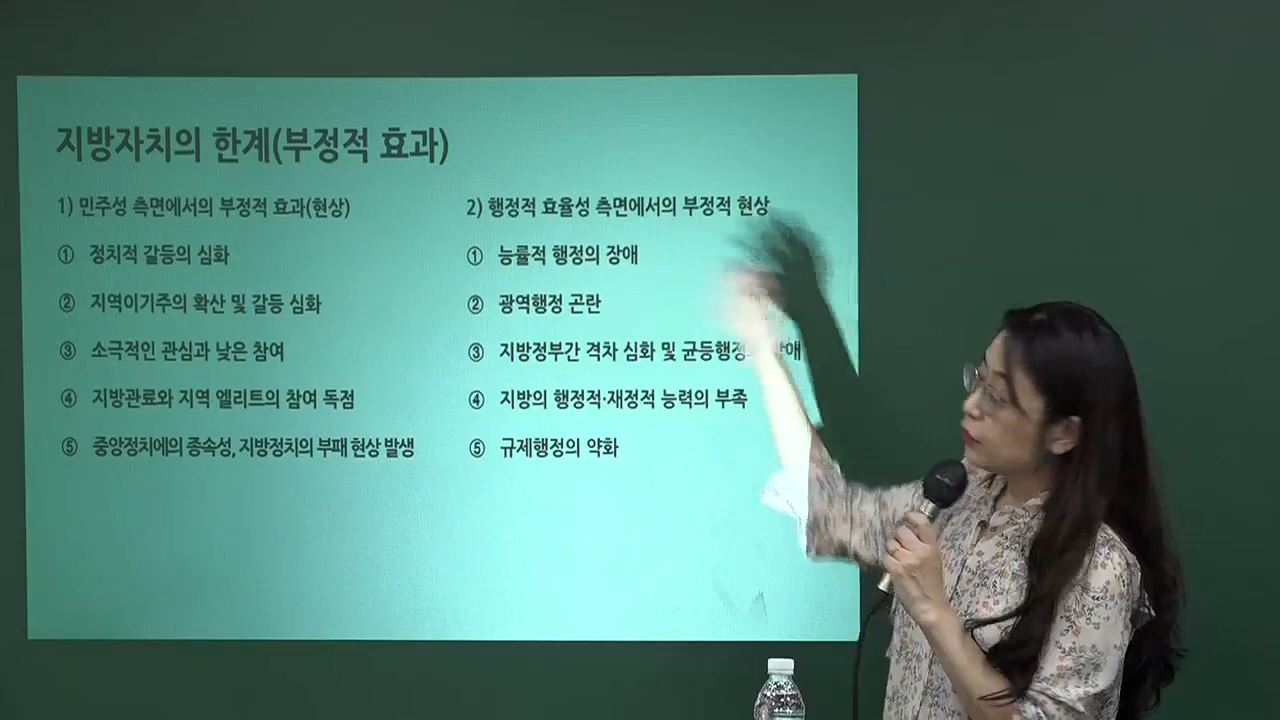 지방자치의 한계(부정적 효과)
1) 민주성 측면에서의 부정적 효과(현상)
① 정치적 갈등의 심화
② 지역이기주의 확산 및 갈등 심화
③ 소극적인 관심과 낮은 참여
④ 지방관료와 지역 엘리트의 참여 독점
⑤ 중앙정치에의 종속성, 지방정치의 부패 현상 발생
2) 행정적 효율성 측면에서의 부정적 현상
① 능률적 행정의 장애
② 광역행정 곤란
③ 지방정부간 격차 심화 및
④ 지방의 행정적·재정적 능력의 부족
⑤ 규제행정의 약화